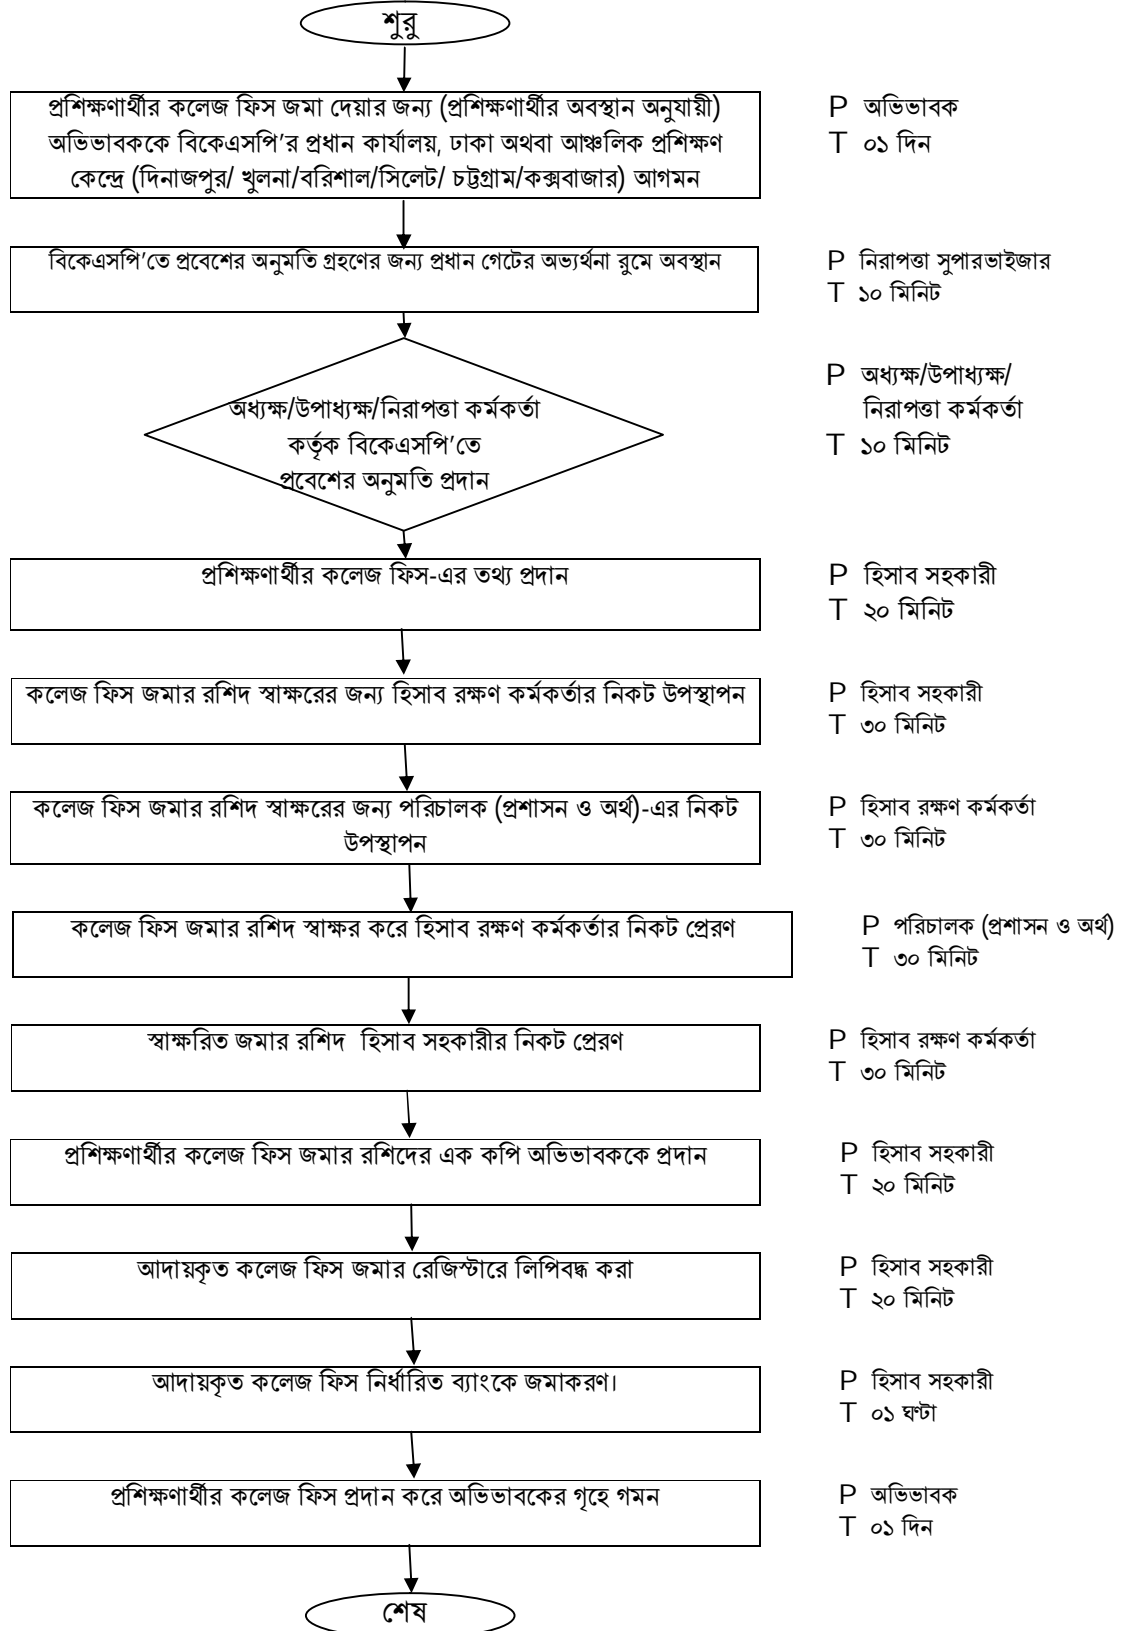 শুরু
প্রশিক্ষণার্থীর কলেজ ফিস জমা দেয়ার জন্য (প্রশিক্ষণার্থীর অবস্থান অনুযায়ী)
অভিভাবককে বিকেএসপি’র প্রধান কার্যালয়, ঢাকা অথবা আঞ্চলিক প্রশিক্ষণ
কেন্দ্রে (দিনাজপুর/ খুলনা/বরিশাল/সিলেট/ চট্টগ্রাম/কক্সবাজার) আগমন
P অভিভাবক
T ০১ দিন
বিকেএসপি’তে প্রবেশের অনুমতি গ্রহণের জন্য প্রধান গেটের অভ্যর্থনা রুমে অবস্থান
P নিরাপত্তা সুপারভাইজার
T ১০ মিনিট
অধ্যক্ষ/উপাধ্যক্ষ/নিরাপত্তা কর্মকর্তা
কর্তৃক বিকেএসপি’তে
প্রবেশের অনুমতি প্রদান
P অধ্যক্ষ/উপাধ্যক্ষ/
নিরাপত্তা কর্মকর্তা
T ১০ মিনিট
প্রশিক্ষণার্থীর কলেজ ফিস-এর তথ্য প্রদান
P হিসাব সহকারী
T ২০ মিনিট
কলেজ ফিস জমার রশিদ স্বাক্ষরের জন্য হিসাব রক্ষণ কর্মকর্তার নিকট উপস্থাপন
P হিসাব সহকারী
T ৩০ মিনিট
কলেজ ফিস জমার রশিদ স্বাক্ষরের জন্য পরিচালক (প্রশাসন ও অর্থ)-এর নিকট
উপস্থাপন
P হিসাব রক্ষণ কর্মকর্তা
T ৩০ মিনিট
কলেজ ফিস জমার রশিদ স্বাক্ষর করে হিসাব রক্ষণ কর্মকর্তার নিকট প্রেরণ
P পরিচালক (প্রশাসন ও অর্থ)
T ৩০ মিনিট
স্বাক্ষরিত জমার রশিদ হিসাব সহকারীর নিকট প্রেরণ
P হিসাব রক্ষণ কর্মকর্তা
T ৩০ মিনিট
প্রশিক্ষণার্থীর কলেজ ফিস জমার রশিদের এক কপি অভিভাবককে প্রদান
P হিসাব সহকারী
T ২০ মিনিট
আদায়কৃত কলেজ ফিস জমার রেজিস্টারে লিপিবদ্ধ করা
P হিসাব সহকারী
T ২০ মিনিট
আদায়কৃত কলেজ ফিস নির্ধারিত ব্যাংকে জমাকরণ।
P হিসাব সহকারী
T ০১ ঘণ্টা
প্রশিক্ষণার্থীর কলেজ ফিস প্রদান করে অভিভাবকের গৃহে গমন
P অভিভাবক
T ০১ দিন
শেষ